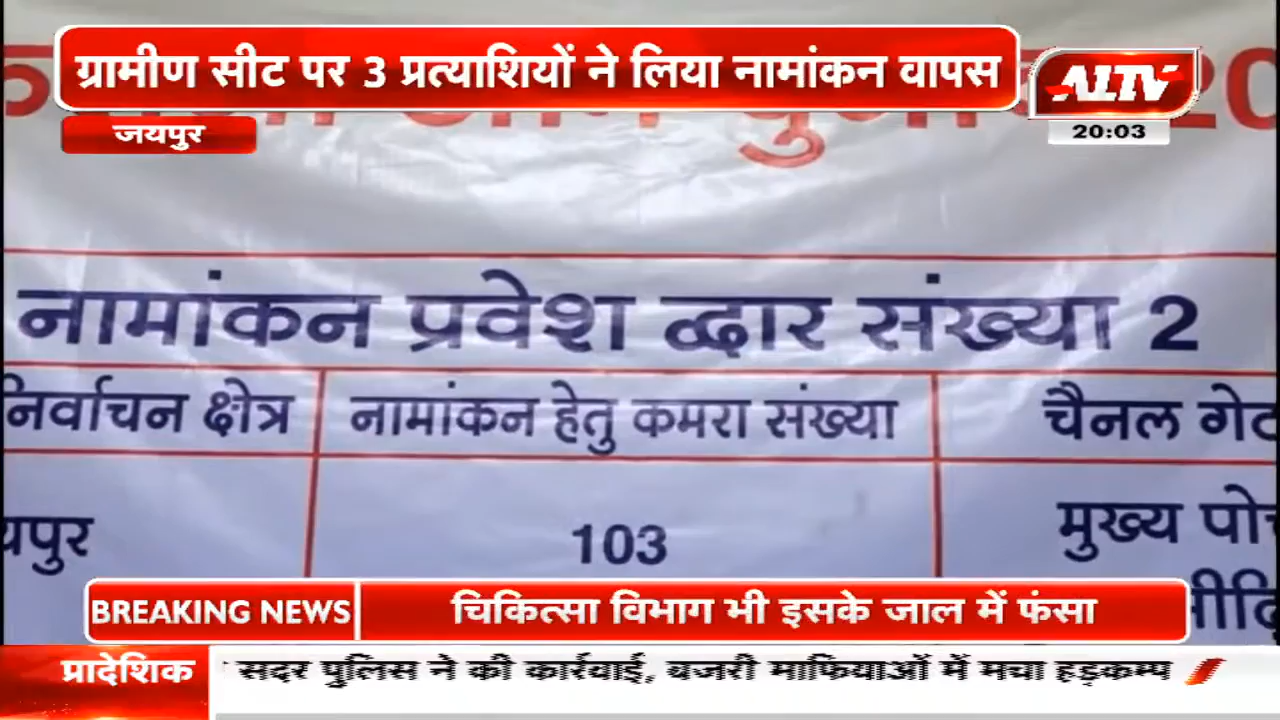 ग्रामीण सीट पर 3 प्रत्याशियों ने लिया नामांकन वापस
ALTV
जयपुर
20:03
नामांकन प्रवेश द्वार संख्या 2
निर्वाचन क्षेत्र नामांकन हेतु कमरा संख्या चैनल गेट
यपुर 103 मुख्य पो
BREAKING NEWS चिकित्सा विभाग भी इसके जाल में फंसा
प्रादेशिक सदर पुलिस ने की कार्रवाई, बजरी माफियाओं में मचा हड़कम्प